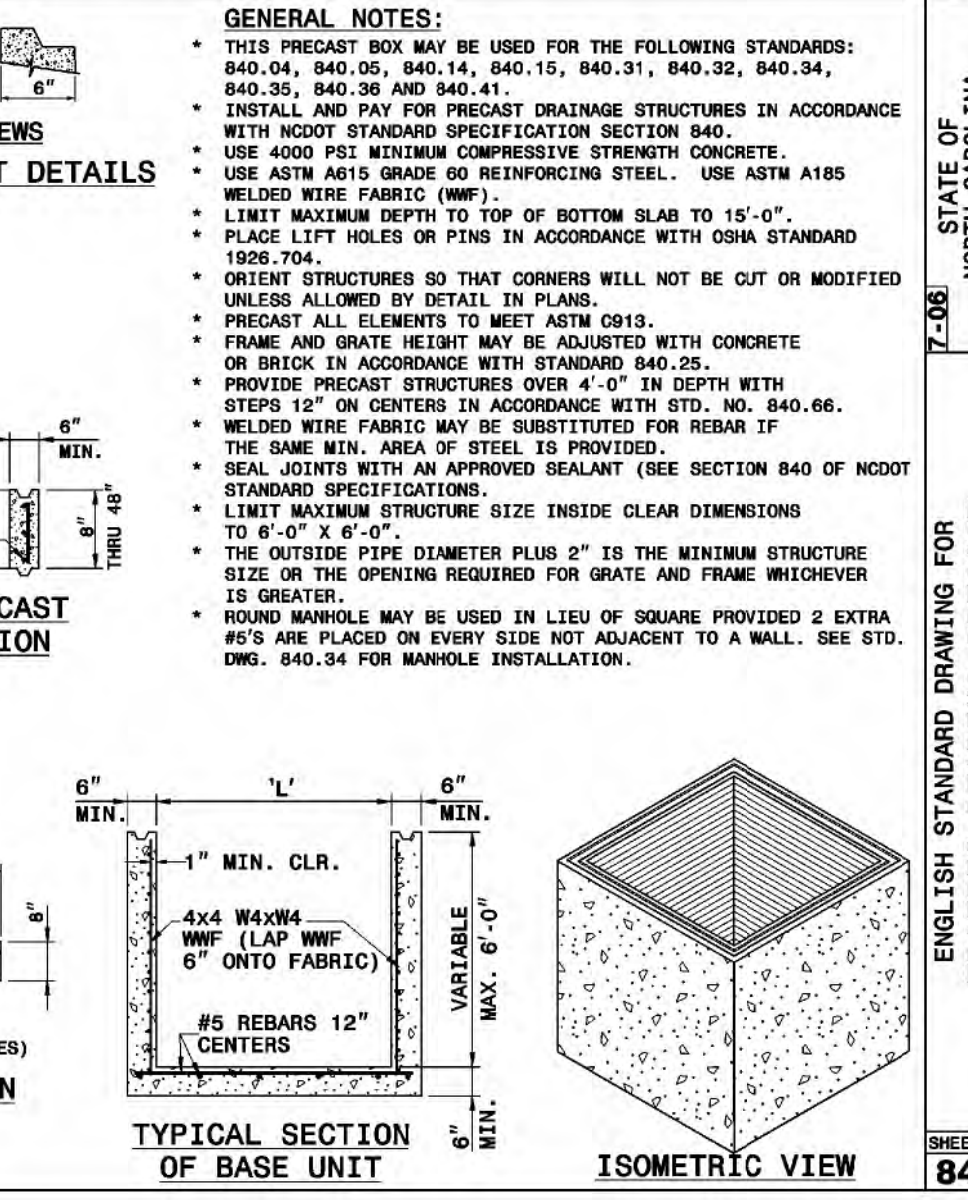 GENERAL NOTES:
* THIS PRECAST BOX MAY BE USED FOR THE FOLLOWING STANDARDS:
840.04, 840.05, 840.14, 840.15, 840.31, 840.32, 840.34,
840.35, 840.36 AND 840.41.
* INSTALL AND PAY FOR PRECAST DRAINAGE STRUCTURES IN ACCORDANCE
WITH NCDOT STANDARD SPECIFICATION SECTION 840.
* USE 4000 PSI MINIMUM COMPRESSIVE STRENGTH CONCRETE.
* USE ASTM A615 GRADE 60 REINFORCING STEEL. USE ASTM A185
WELDED WIRE FABRIC (WWF).
* LIMIT MAXIMUM DEPTH TO TOP OF BOTTOM SLAB TO 15'-0".
* PLACE LIFT HOLES OR PINS IN ACCORDANCE WITH OSHA STANDARD
1926.704.
* ORIENT STRUCTURES SO THAT CORNERS WILL NOT BE CUT OR MODIFIED
UNLESS ALLOWED BY DETAIL IN PLANS.
* PRECAST ALL ELEMENTS TO MEET ASTM C913.
* FRAME AND GRATE HEIGHT MAY BE ADJUSTED WITH CONCRETE
OR BRICK IN ACCORDANCE WITH STANDARD 840.25.
* PROVIDE PRECAST STRUCTURES OVER 4'-0" IN DEPTH WITH
STEPS 12" ON CENTERS IN ACCORDANCE WITH STD. NO. 840.66.
* WELDED WIRE FABRIC MAY BE SUBSTITUTED FOR REBAR IF
THE SAME MIN. AREA OF STEEL IS PROVIDED.
* SEAL JOINTS WITH AN APPROVED SEALANT (SEE SECTION 840 OF NCDOT
STANDARD SPECIFICATIONS.
* LIMIT MAXIMUM STRUCTURE SIZE INSIDE CLEAR DIMENSIONS
TO 6'-0" X 6'-0".
* THE OUTSIDE PIPE DIAMETER PLUS 2" IS THE MINIMUM STRUCTURE
SIZE OR THE OPENING REQUIRED FOR GRATE AND FRAME WHICHEVER
IS GREATER.
* ROUND MANHOLE MAY BE USED IN LIEU OF SQUARE PROVIDED 2 EXTRA
#5'S ARE PLACED ON EVERY SIDE NOT ADJACENT TO A WALL. SEE STD.
DWG. 840.34 FOR MANHOLE INSTALLATION.
6"
EWS
T DETAILS
6"
MIN.
8"
THRU 48"
CAST
ION
8"
ES)
N
6"
MIN.
'L'
6"
MIN.
1" MIN. CLR.
4x4 W4xW4
WWF (LAP WWF
6" ONTO FABRIC)
#5 REBARS 12"
CENTERS
VARIABLE
MAX. 6'-0"
6"
MIN.
TYPICAL SECTION
OF BASE UNIT
ISOMETRIC VIEW
STATE OF
7-06
ENGLISH STANDARD DRAWING FOR
SHEE
84